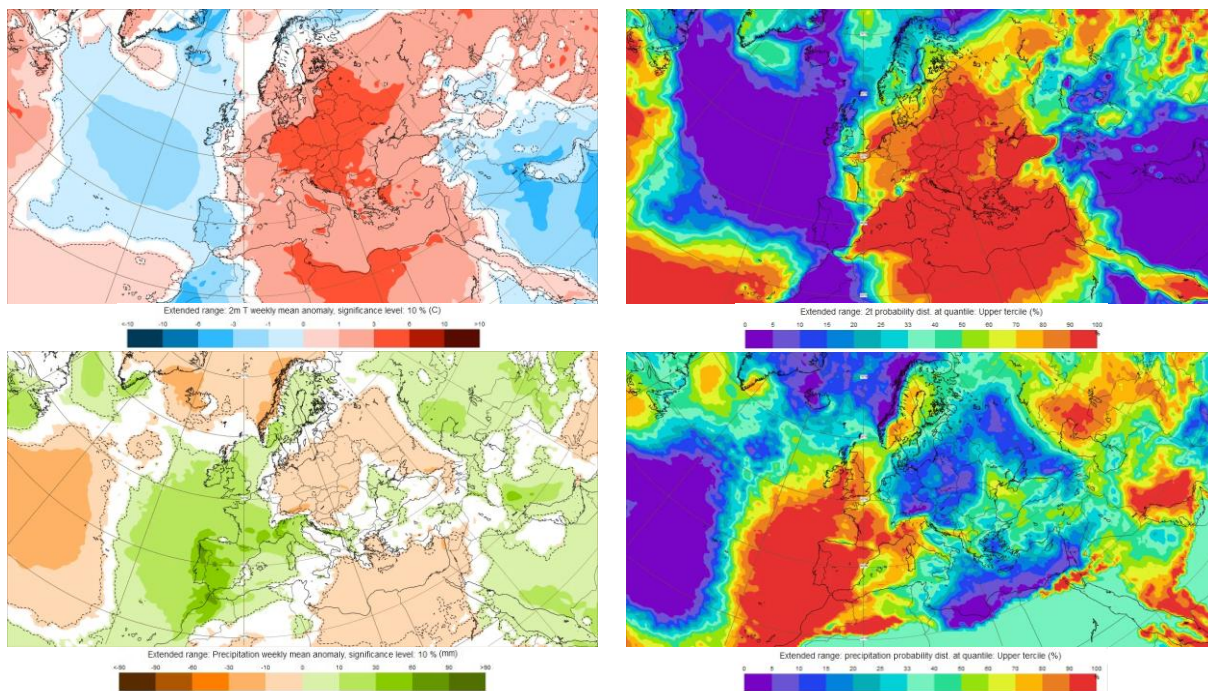 Extended range: 2m T weekly mean anomaly, significance level: 10 % (C)
<-10 -10 -6 -3 -1 0 1 3 6 10 >10
Extended range: 2t probability dist. at quantile: Upper tercile (%)
0 5 10 15 20 33 40 50 60 70 80 90 100
%
Extended range: Precipitation weekly mean anomaly, significance level: 10 % (mm)
<-90 -90 -60 -30 -10 0 10 30 60 90 >90
Extended range: precipitation probability dist. at quantile: Upper tercile (%)
0 5 10 15 20 33 40 50 60 70 80 90 100
%